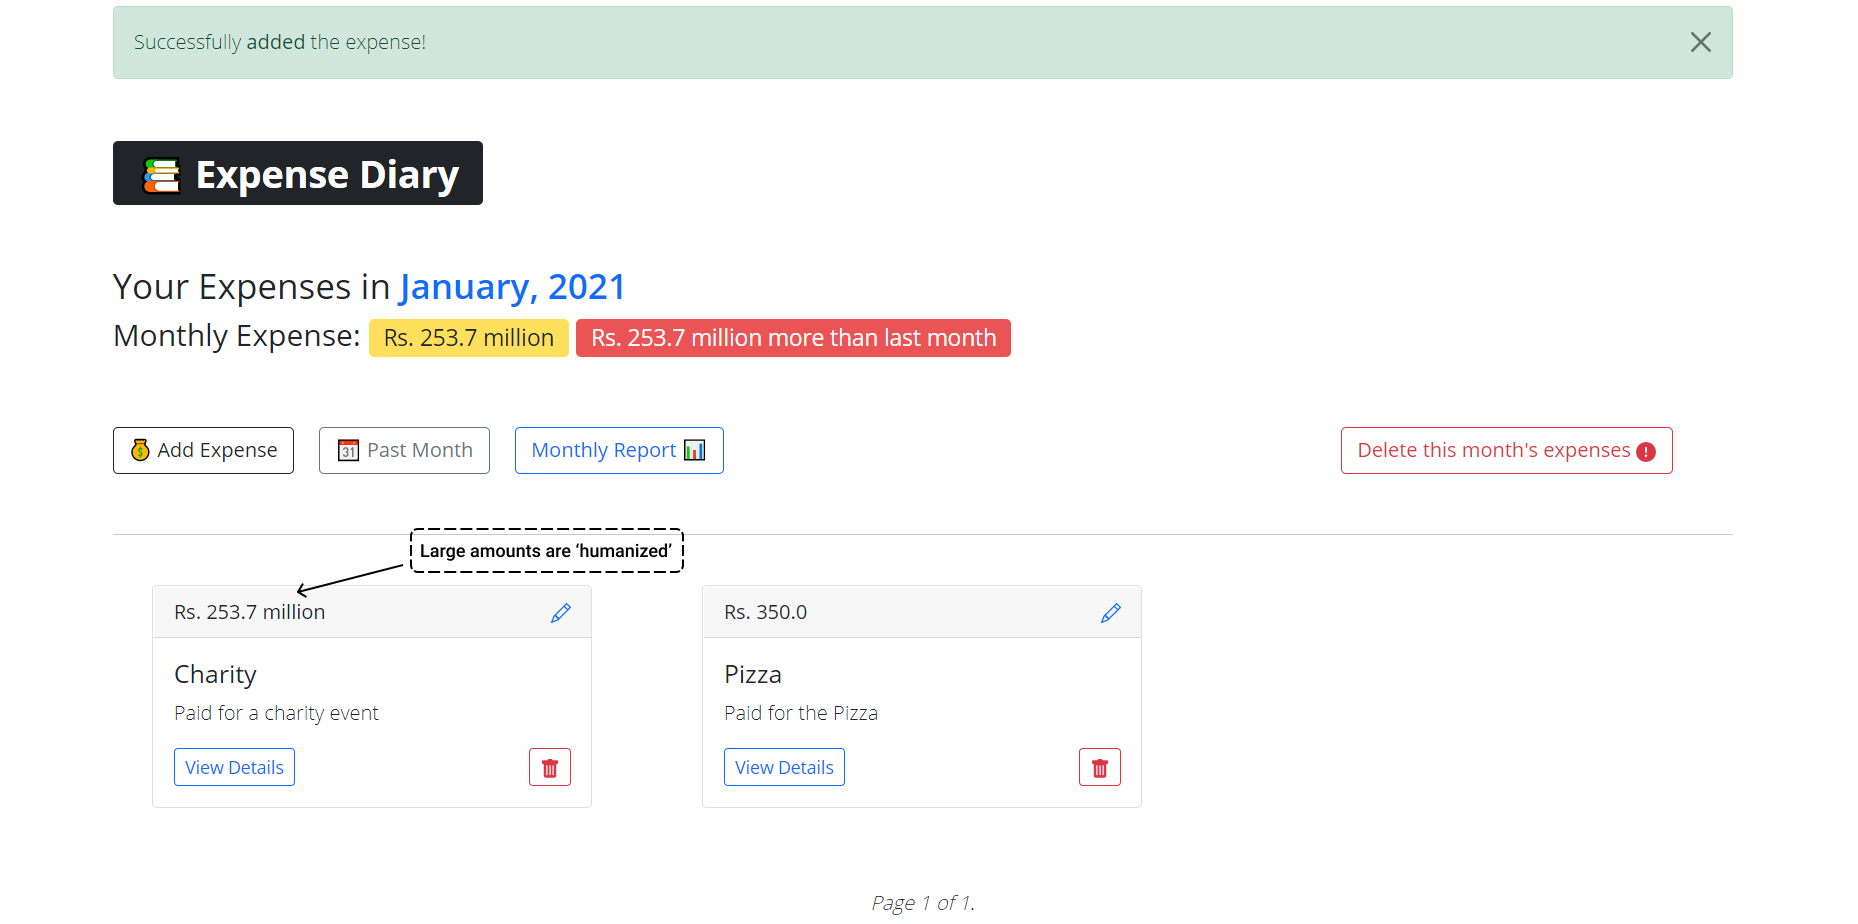 Successfully added the expense!
Expense Diary
Your Expenses in January, 2021
Monthly Expense: Rs. 253.7 million Rs. 253.7 million more than last month
Add Expense 31 Past Month Monthly Report Delete this month's expenses !
Large amounts are ‘humanized’
Rs. 253.7 million
Charity
Paid for a charity event
View Details
Rs. 350.0
Pizza
Paid for the Pizza
View Details
Page 1 of 1.